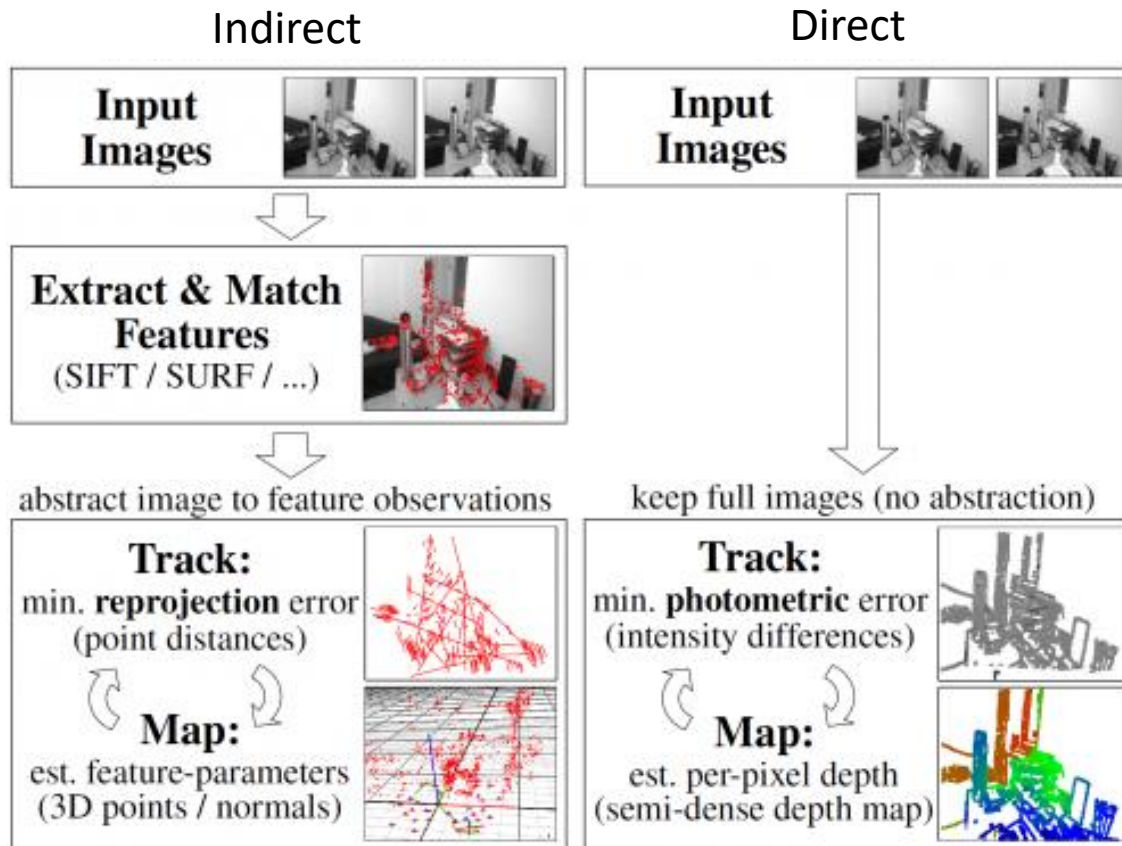 Indirect
Input
Images
Extract & Match
Features
(SIFT / SURF / ...)
abstract image to feature observations
Track:
min. reprojection error
(point distances)
Map:
est. feature-parameters
(3D points / normals)
Direct
Input
Images
keep full images (no abstraction)
Track:
min. photometric error
(intensity differences)
Map:
est. per-pixel depth
(semi-dense depth map)